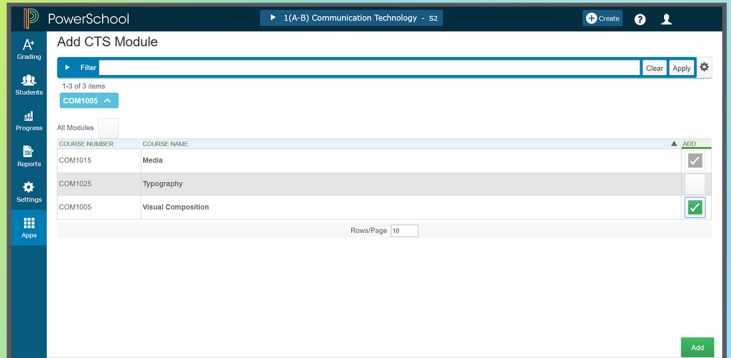 PowerSchool
1(A-B) Communication Technology - S2
Create
?
A+
Grading
Students
Progress
Reports
Settings
Apps
Add CTS Module
Filter
Clear
Apply
1-3 of 3 items
COM1005
All Modules
COURSE NUMBER COURSE NAME ADD
COM1015 Media
COM1025 Typography
COM1005 Visual Composition
Rows/Page 10
Add